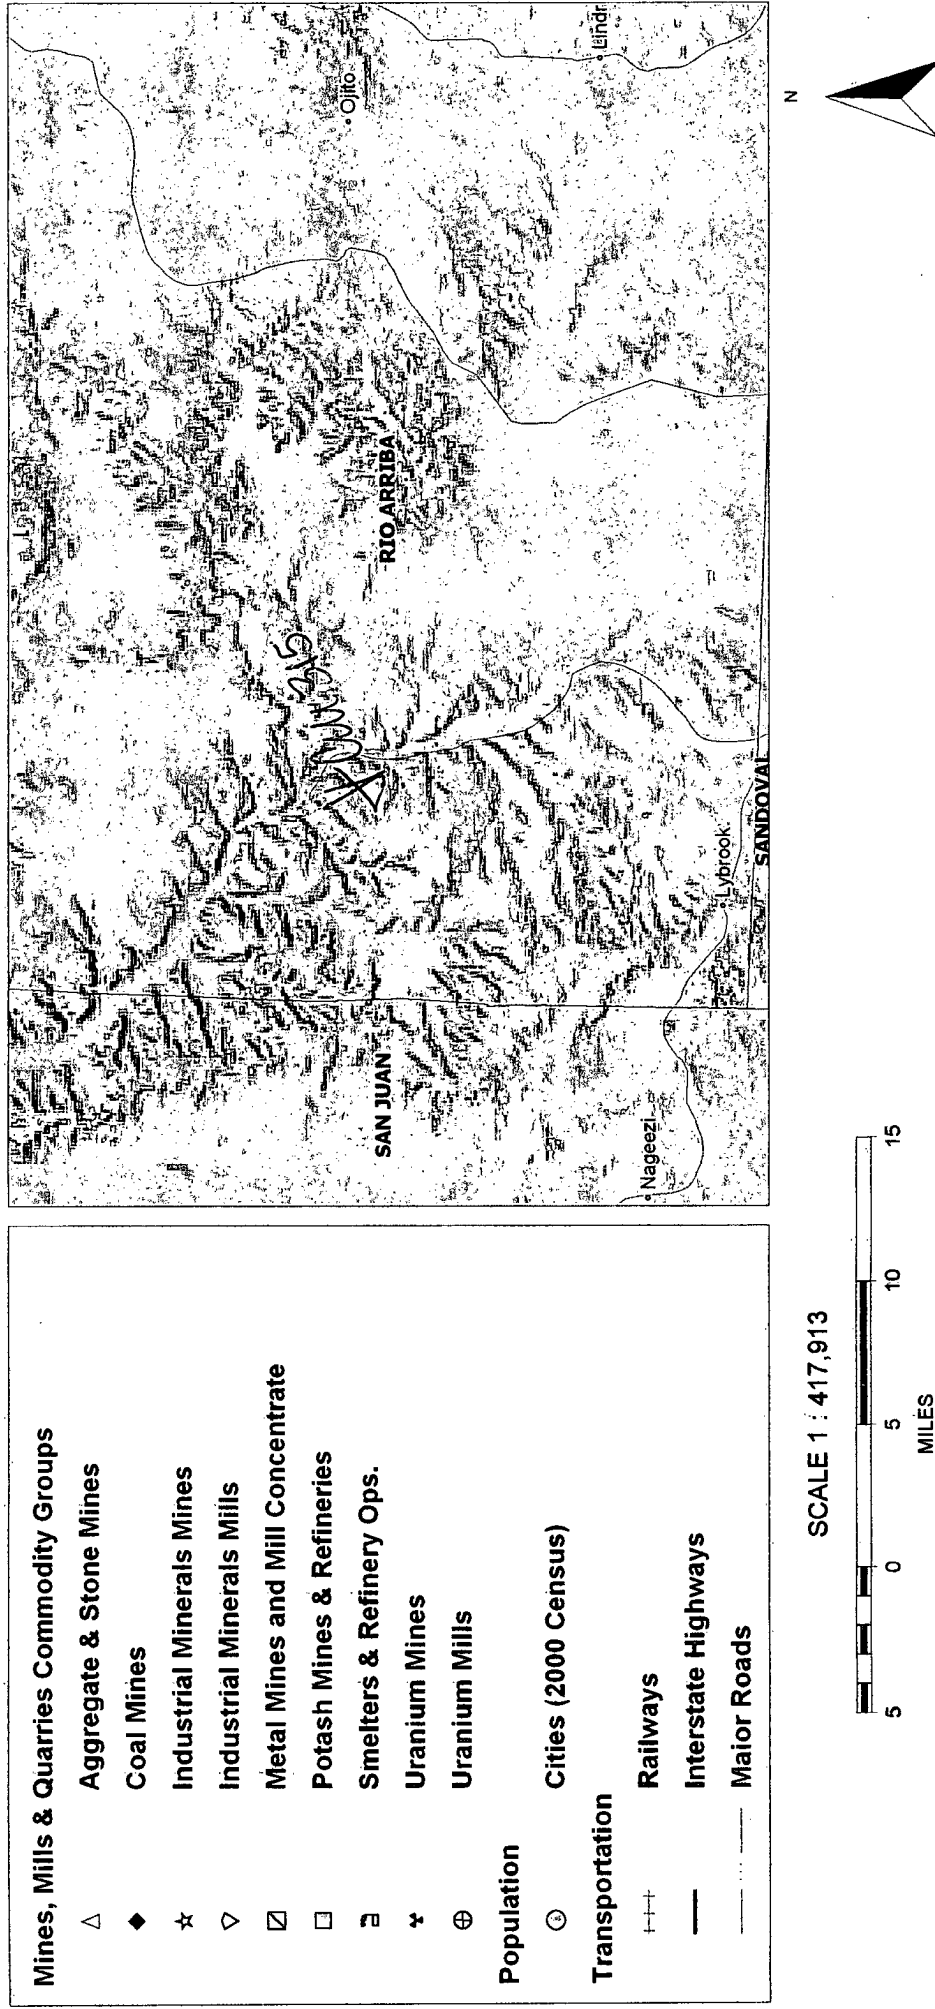 Mines, Mills & Quarries Commodity Groups
Aggregate & Stone Mines
Coal Mines
Industrial Minerals Mines
Industrial Minerals Mills
Metal Mines and Mill Concentrate
Potash Mines & Refineries
Smelters & Refinery Ops.
Uranium Mines
Uranium Mills
Population
Cities (2000 Census)
Transportation
Railways
Interstate Highways
Major Roads
SAN JUAN
RIO ARRIBA
Ojito
Lindr
Nageezi
Lybrook
SANDOVAL
N
SCALE 1 : 417,913
5 0 5 10 15
MILES